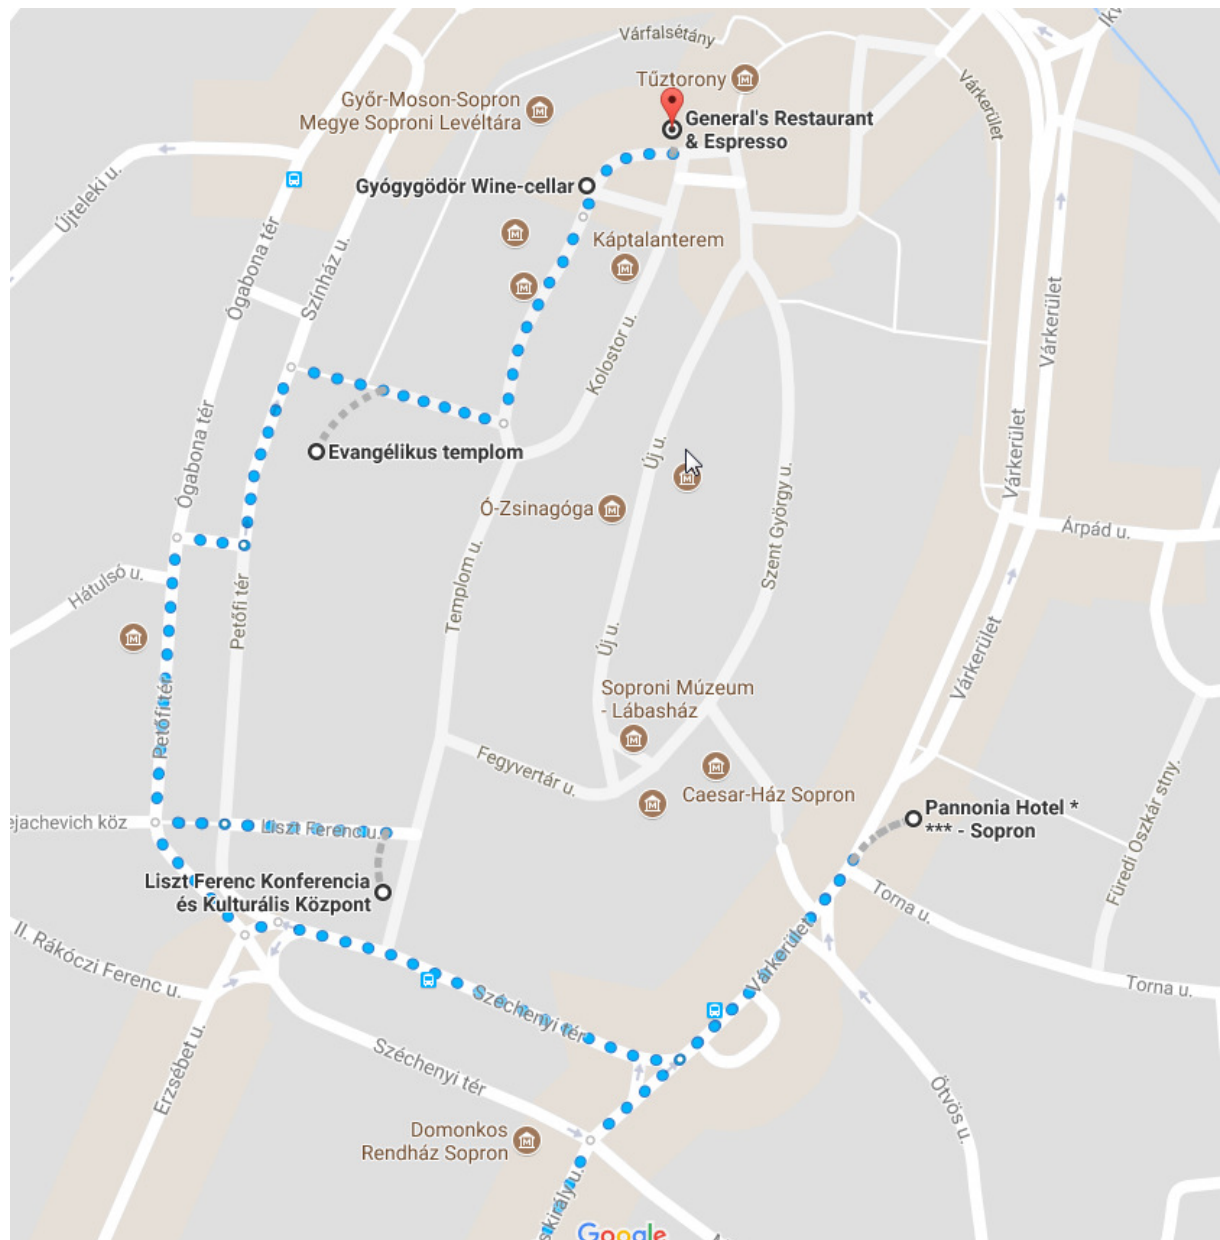 Várfalsétány
Ikv
Tűztorony
Győr-Moson-Sopron
Megye Soproni Levéltára
General's Restaurant
& Espresso
Várkerület
Újteleki u.
Gyógygödör Wine-cellar
Ógabona tér
Színház u.
Káptalanterem
Várkerület
Kolostor u.
Ógabona tér
Evangélikus templom
Új u.
Várkerület
Ó-Zsinagóga
Szent György u.
Árpád u.
Hátulsó u.
Petőfi tér
Templom u.
Új u.
Várkerület
Petőfi tér
Soproni Múzeum
- Lábasház
Fegyvertár u.
Caesar-Ház Sopron
Pannonia Hotel *
*** - Sopron
Füredi Oszkár stny.
ejachevich köz
Liszt Ferenc u.
Liszt Ferenc Konferencia
és Kulturális Központ
Torna u.
II. Rákóczi Ferenc u.
Várkerület
Torna u.
Széchenyi tér
Erzsébet u.
Széchenyi tér
Ötvös u.
Domonkos
Rendház Sopron
skirály u.
Google